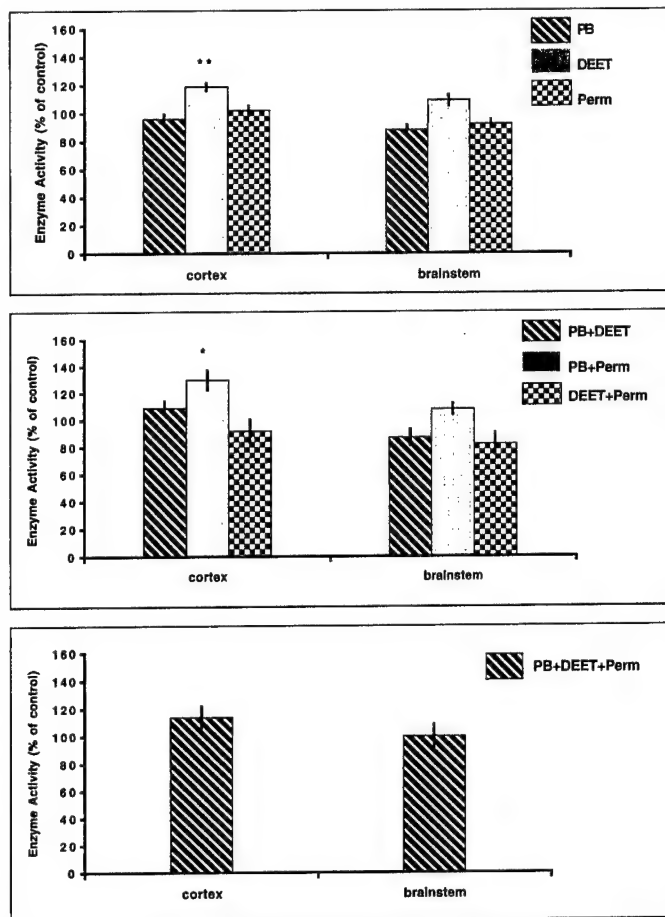 Enzyme Activity (% of control)
160
140
120
100
80
60
40
20
0
**
cortex
brainstem
PB
DEET
Perm
Enzyme Activity (% of control)
160
140
120
100
80
60
40
20
0
*
cortex
brainstem
PB+DEET
PB+Perm
DEET+Perm
Enzyme Activity (% of control)
160
140
120
100
80
60
40
20
0
cortex
brainstem
PB+DEET+Perm